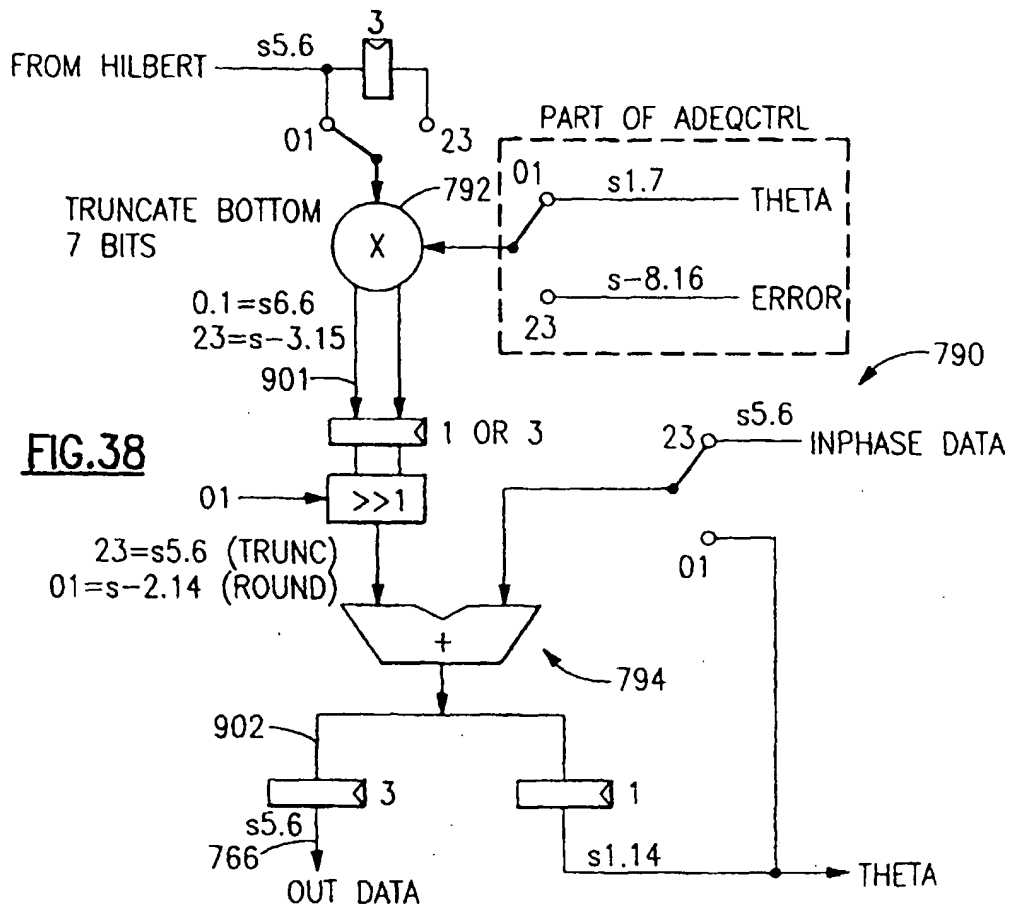 3
s5.6
FROM HILBERT
01
23
PART OF ADEQCTRL
792
01
s1.7
THETA
TRUNCATE BOTTOM
7 BITS
X
s-8.16
ERROR
23
0.1=s6.6
23=s-3.15
790
901
s5.6
23
INPHASE DATA
1 OR 3
FIG.38
01
>>1
01
23=s5.6 (TRUNC)
01=s-2.14 (ROUND)
+
794
902
3
1
s5.6
766
s1.14
THETA
OUT DATA